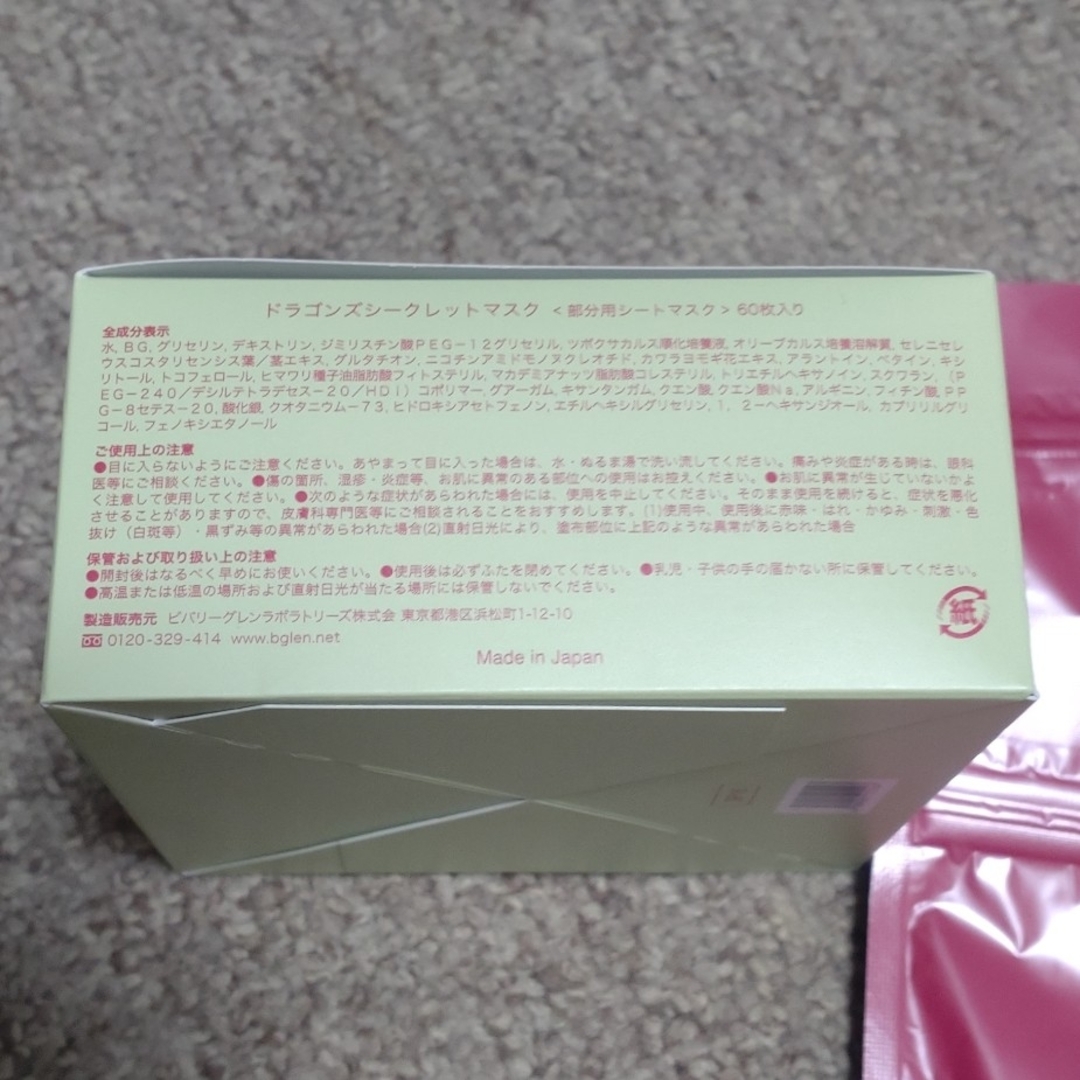 ドラゴンズシークレットマスク <部分用シートマスク> 60枚入り
全成分表示
水, BG, グリセリン, デキストリン, ジミリスチン酸PEG-12グリセリル, ツボクサカルス順化培養液, オリーブカルス培養溶解質, セレニセレ
ウスコスタリセンシス葉/茎エキス, グルタチオン, ニコチンアミドモノヌクレオチド, カワラヨモギ花エキス, アラントイン, ベタイン, キシ
リトール, トコフェロール, ヒマワリ種子油脂肪酸フィトステリル, マカデミアナッツ脂肪酸コレステリル, トリエチルヘキサノイン, スクワラン, (P
EG-240/デシルテトラデセス-20/HDI) コポリマー, グアーガム, キサンタンガム, クエン酸, クエン酸Na, アルギニン, フィチン酸, PP
G-8セテス-20, 酸化銀, クオタニウム-73, ヒドロキシアセトフェノン, エチルヘキシルグリセリン, 1, 2-ヘキサンジオール, カプリリルグリ
コール, フェノキシエタノール
ご使用上の注意
●目に入らないようにご注意ください。あやまって目に入った場合は、水・ぬるま湯で洗い流してください。痛みや炎症がある時は、眼科
医等にご相談ください。●傷の箇所、湿疹・炎症等、お肌に異常のある部位への使用はお控えください。●お肌に異常が生じていないかよ
く注意して使用してください。●次のような症状があらわれた場合には、使用を中止してください。そのまま使用を続けると、症状を悪化
させることがありますので、皮膚科専門医等にご相談されることをおすすめします。(1)使用中、使用後に赤味・はれ・かゆみ・刺激・色
抜け(白斑等)・黒ずみ等の異常があらわれた場合(2)直射日光により、塗布部位に上記のような異常があらわれた場合
保管および取り扱い上の注意
●開封後はなるべく早めにお使いください。●使用後は必ずふたを閉めてください。●乳児・子供の手の届かない所に保管してください。
●高温または低温の場所および直射日光が当たる場所には保管しないでください。
製造販売元 ビバリーグレンラボラトリーズ株式会 東京都港区浜松町1-12-10
0120-329-414 www.bglen.net
Made in Japan